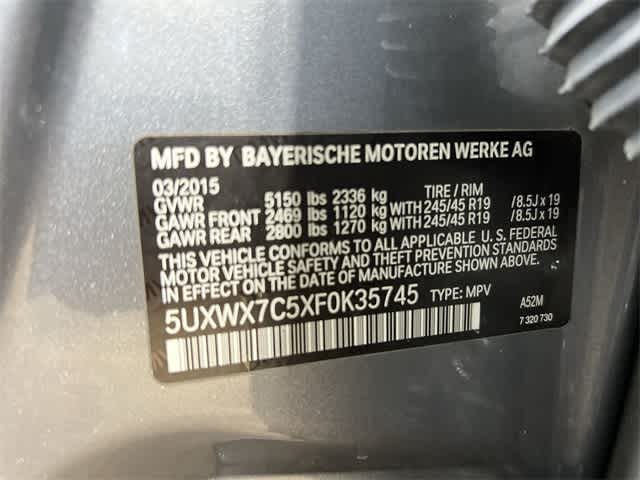 MFD BY BAYERISCHE MOTOREN WERKE AG
03/2015 TIRE / RIM
GVWR 5150 lbs 2336 kg
GAWR FRONT 2469 lbs 1120 kg WITH 245/45 R19 / 8.5J x 19
GAWR REAR 2800 lbs 1270 kg WITH 245/45 R19 / 8.5J x 19
THIS VEHICLE CONFORMS TO ALL APPLICABLE U. S. FEDERAL
MOTOR VEHICLE SAFETY AND THEFT PREVENTION STANDARDS
IN EFFECT ON THE DATE OF MANUFACTURE SHOWN ABOVE.
5UXWX7C5XF0K35745 TYPE: MPV A52M
7 320 730